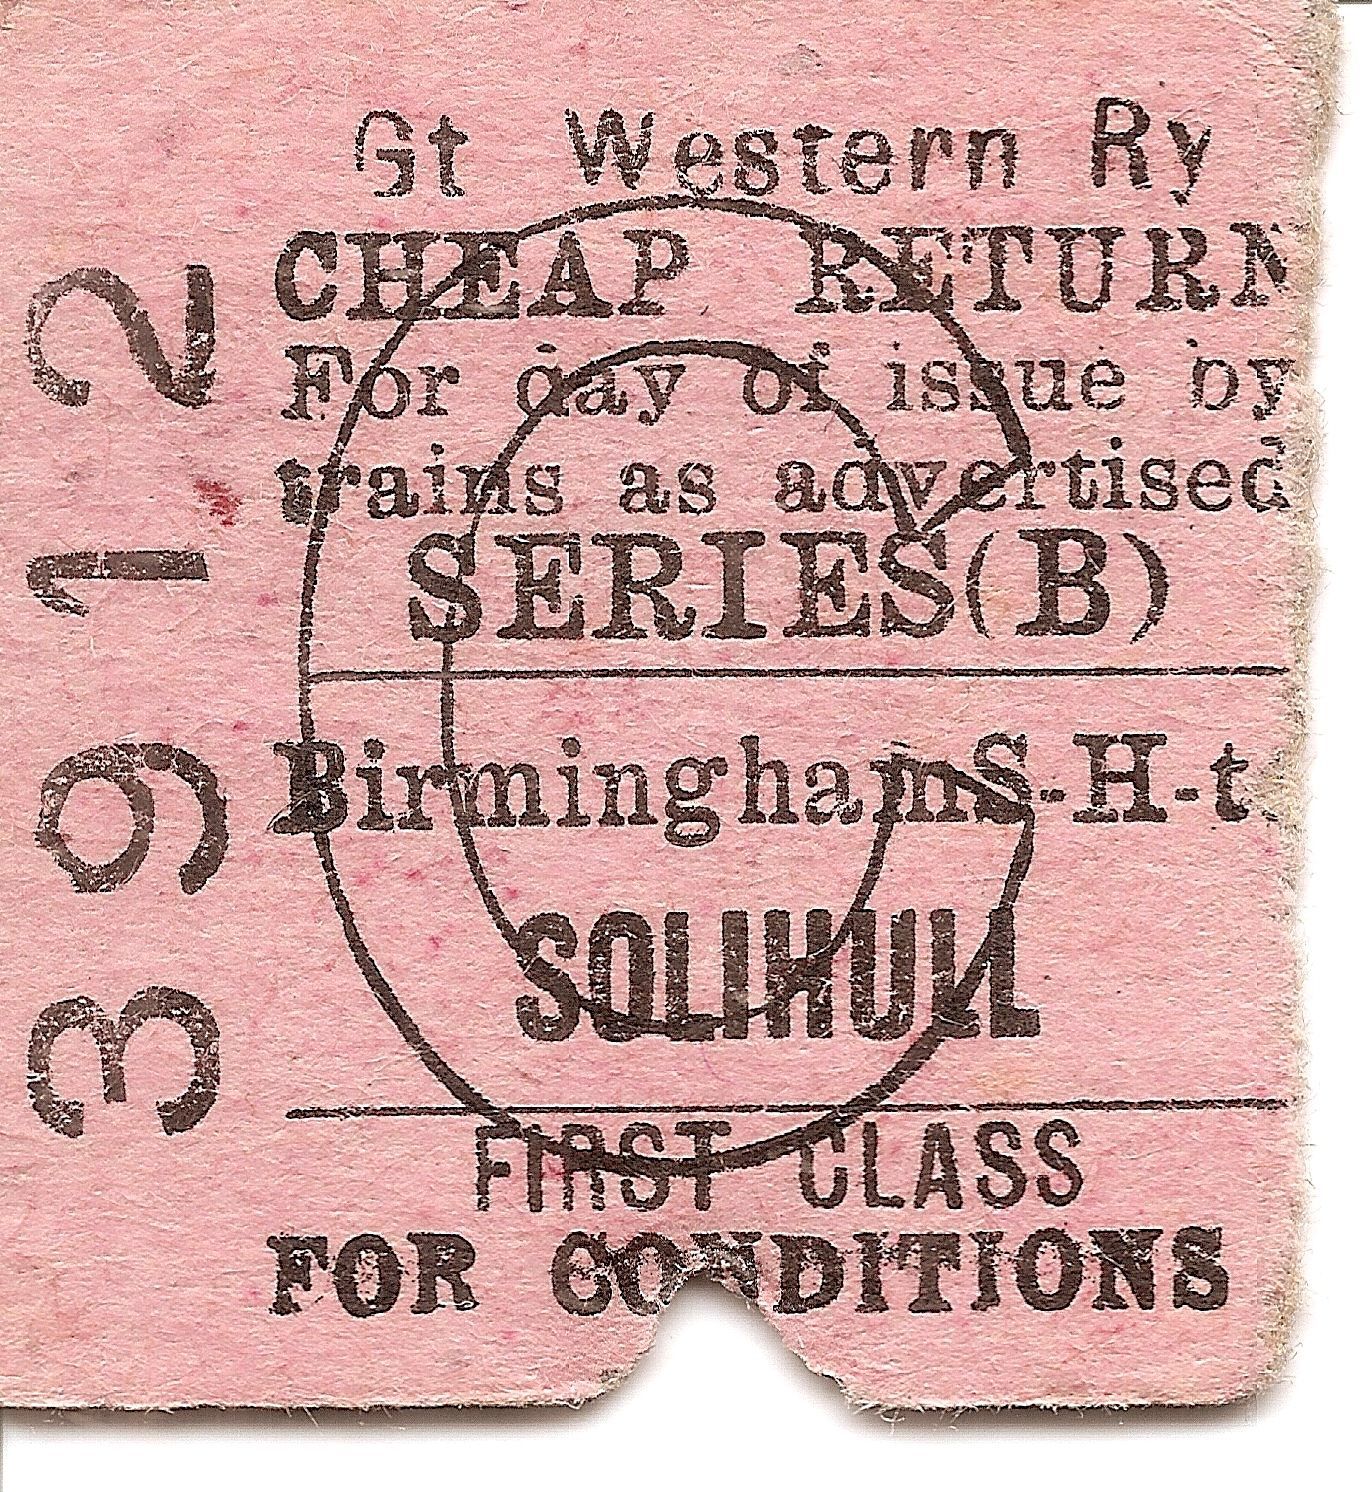 Gt Western Ry
CHEAP RETURN
For day of issue by
trains as advertised
SERIES(B)
BirminghamS-H-t
SOLIHULL
FIRST CLASS
FOR CONDITIONS
3912
C